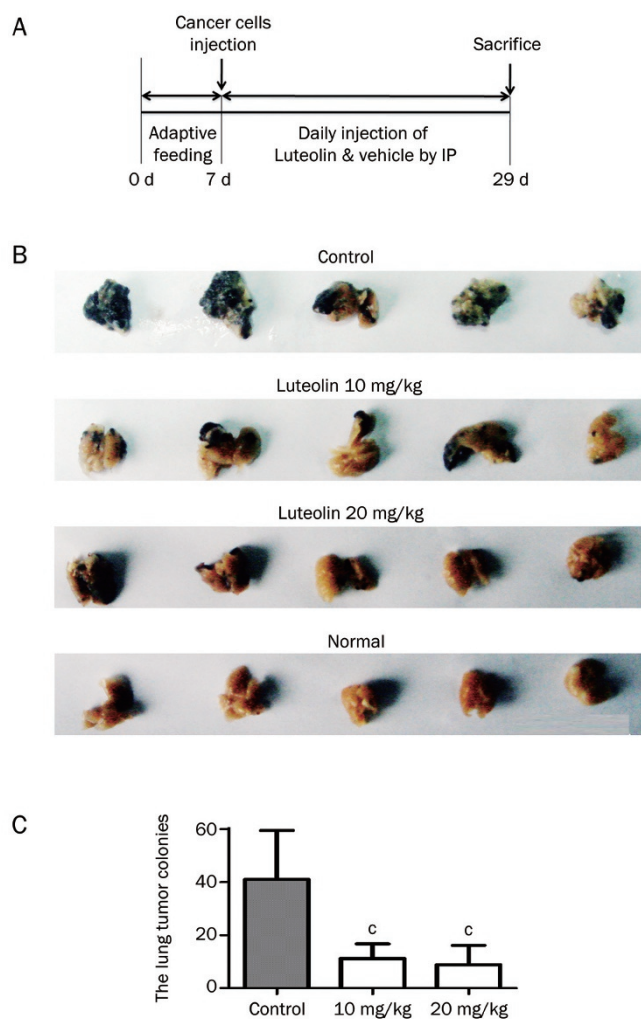 A
Cancer cells
injection
Sacrifice
Adaptive
feeding
Daily injection of
Luteolin & vehicle by IP
0 d
7 d
29 d
B
Control
Luteolin 10 mg/kg
Luteolin 20 mg/kg
Normal
C
The lung tumor colonies
60
40
20
0
c
c
Control
10 mg/kg
20 mg/kg